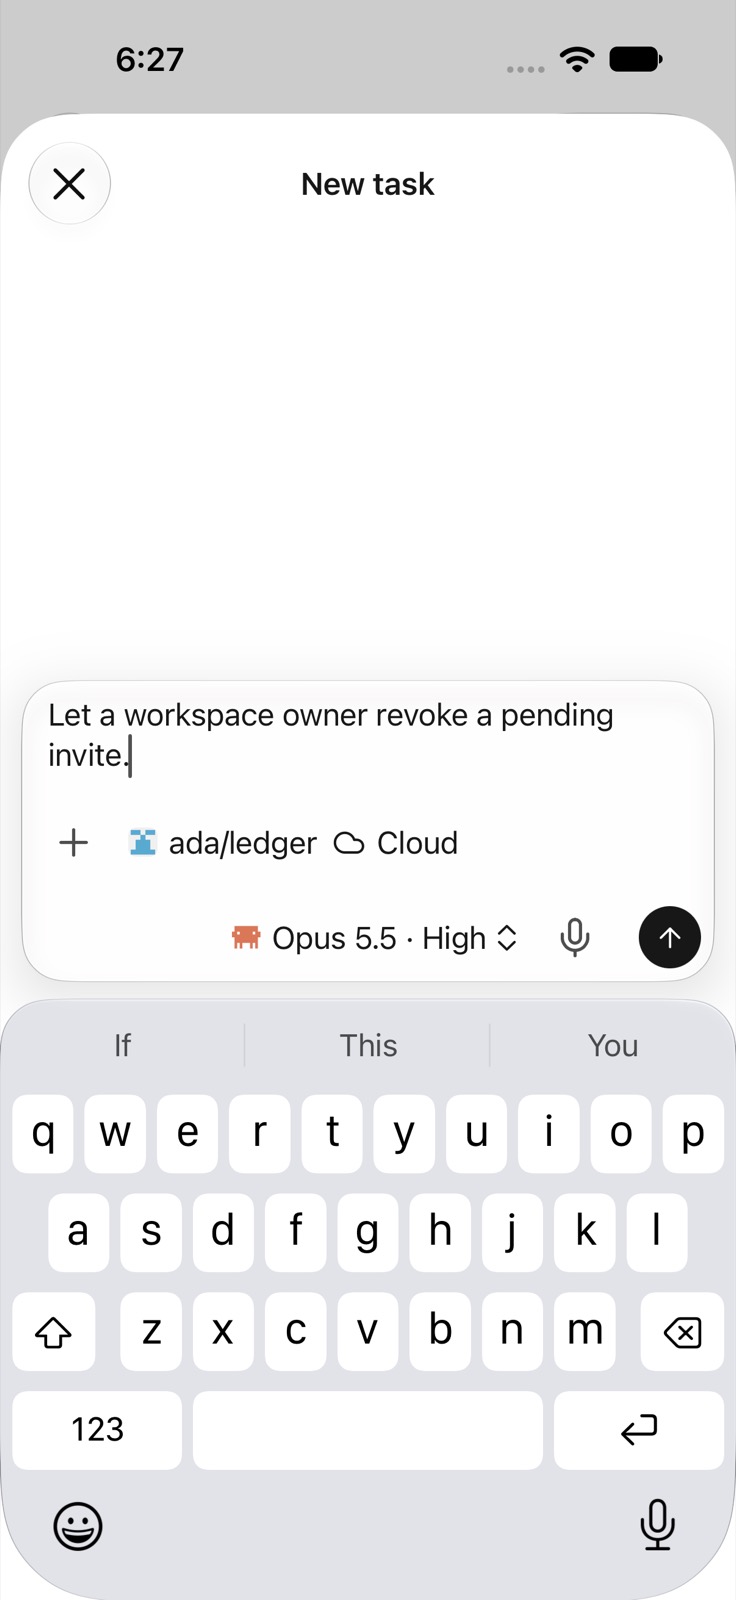 6:27
New task
Let a workspace owner revoke a pending
invite.
ada/ledger Cloud
Opus 5.5 · High
If This You
q w e r t y u i o p
a s d f g h j k l
z x c v b n m
123